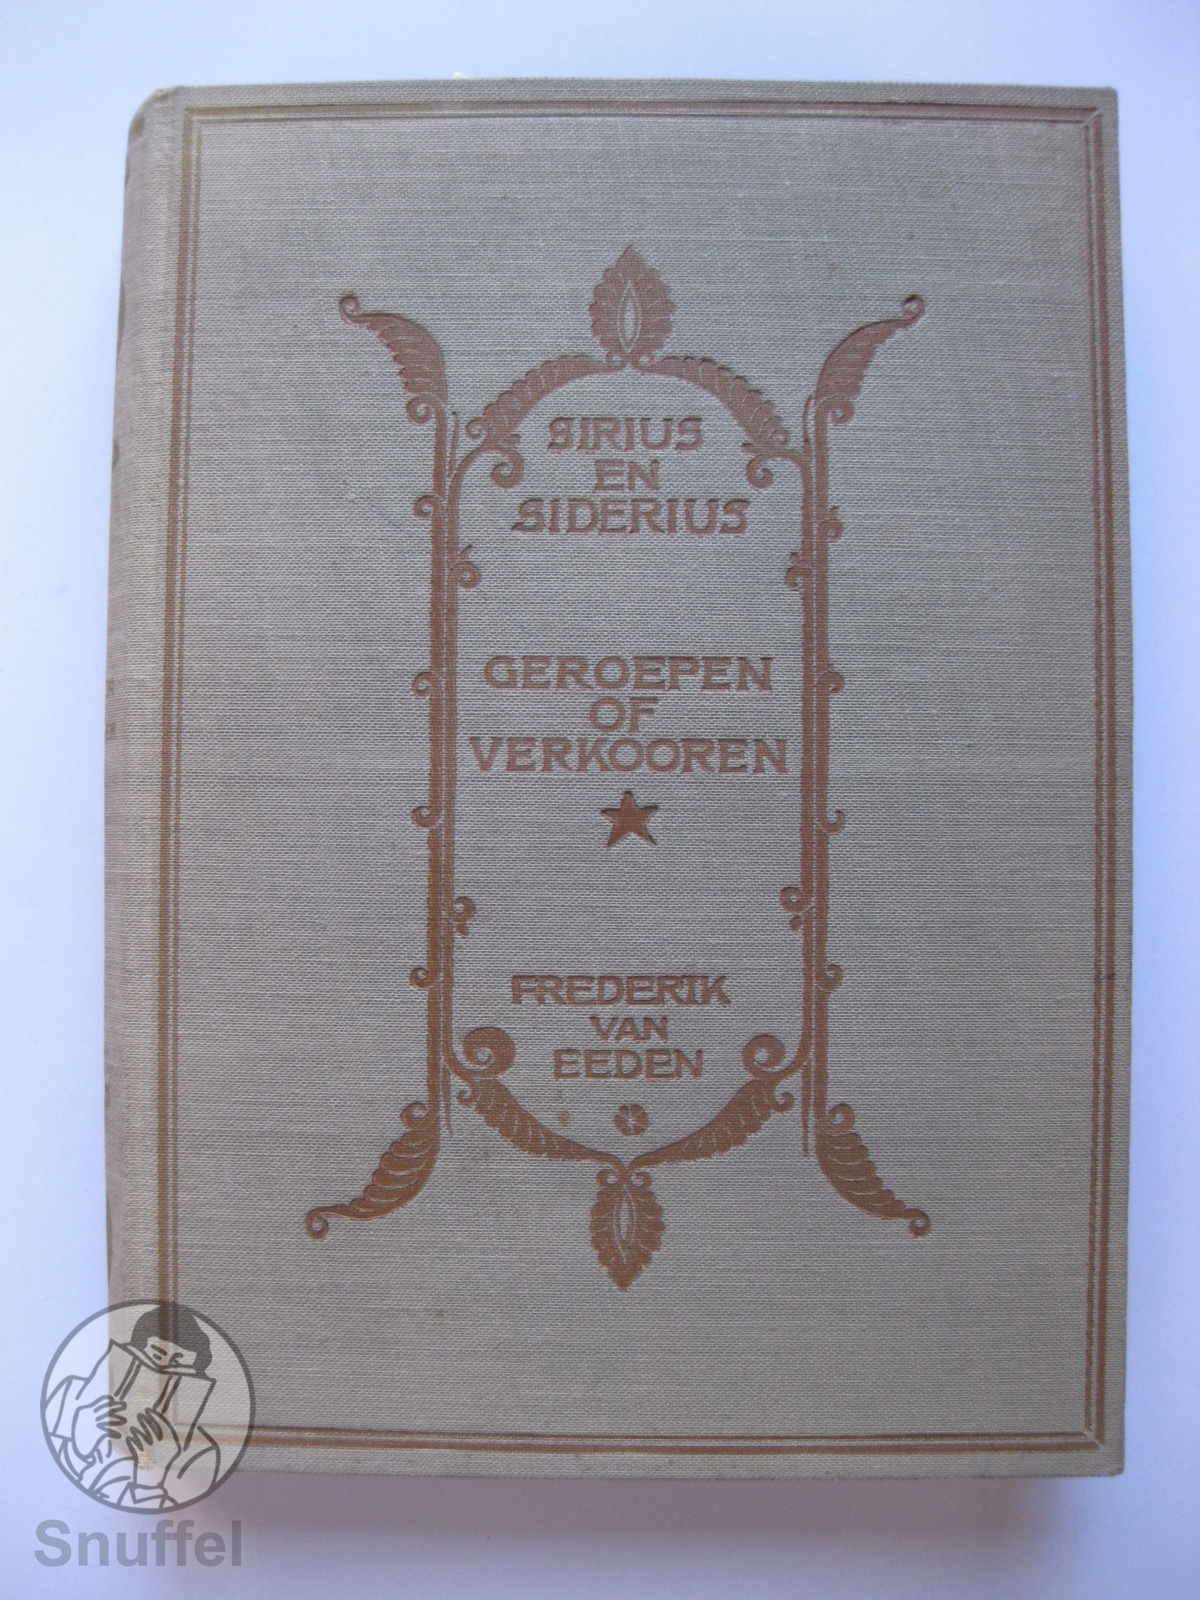 SIRIUS
EN
SIDERIUS
GEROEPEN
OF
VERKOOREN
FREDERIK
VAN
EEDEN
Snuffel